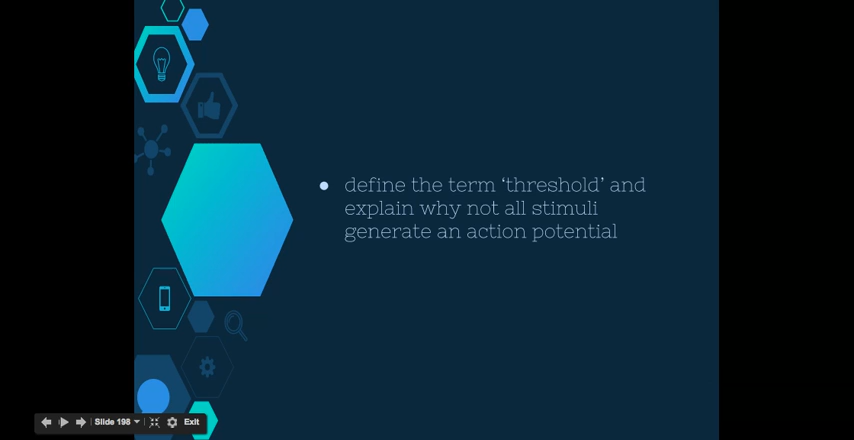 ● define the term ‘threshold’ and
explain why not all stimuli
generate an action potential
Slide 198
Exit